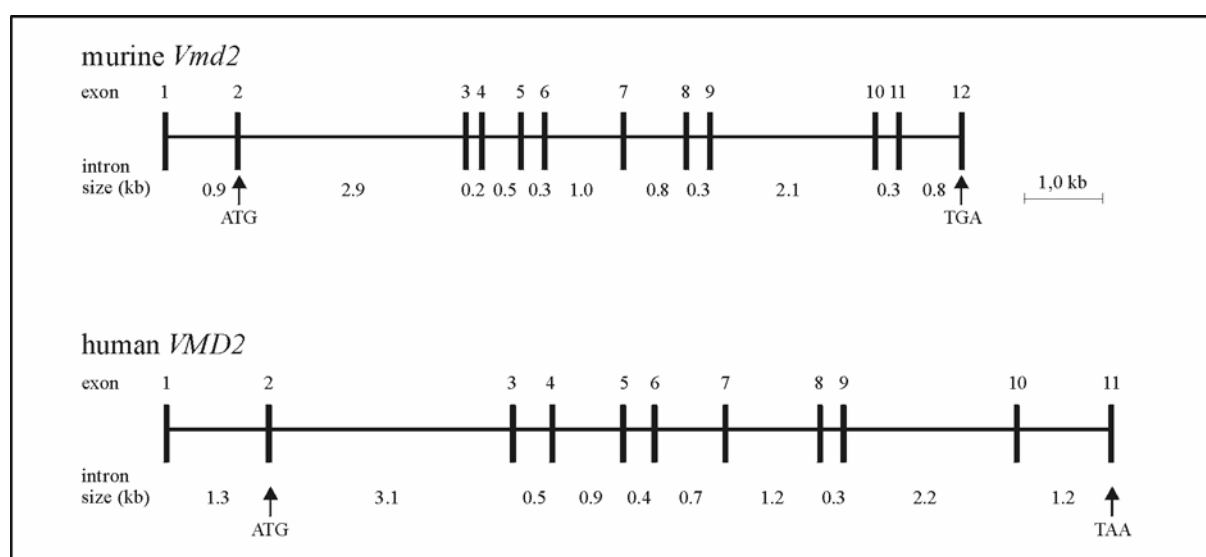 murine Vmd2
exon 1 2 3 4 5 6 7 8 9 10 11 12
intron
size (kb) 0.9 2.9 0.2 0.5 0.3 1.0 0.8 0.3 2.1 0.3 0.8 1,0 kb
ATG TGA
human VMD2
exon 1 2 3 4 5 6 7 8 9 10 11
intron
size (kb) 1.3 3.1 0.5 0.9 0.4 0.7 1.2 0.3 2.2 1.2
ATG TAA